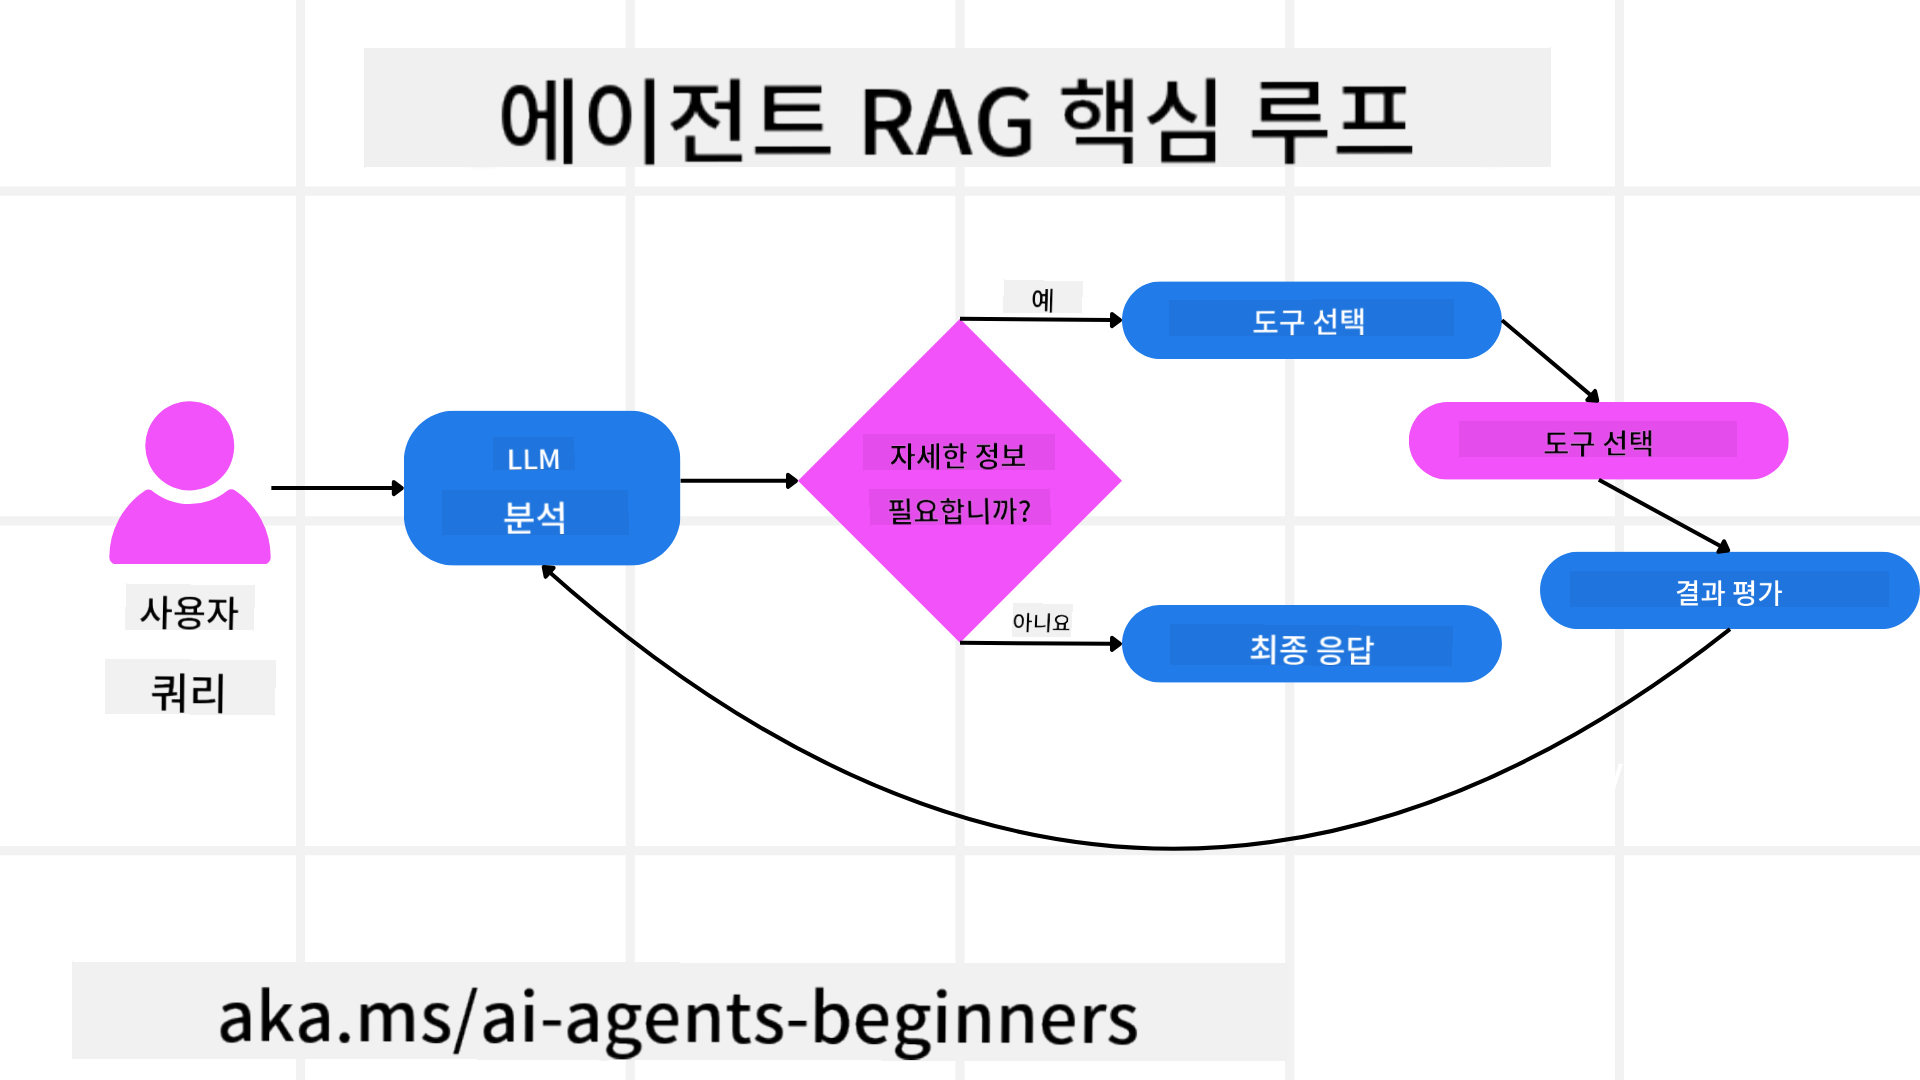 에이전트 RAG 핵심 루프
예
도구 선택
도구 선택
LLM
분석
자세한 정보
필요합니까?
결과 평가
사용자
쿼리
아니요
최종 응답
aka.ms/ai-agents-beginners